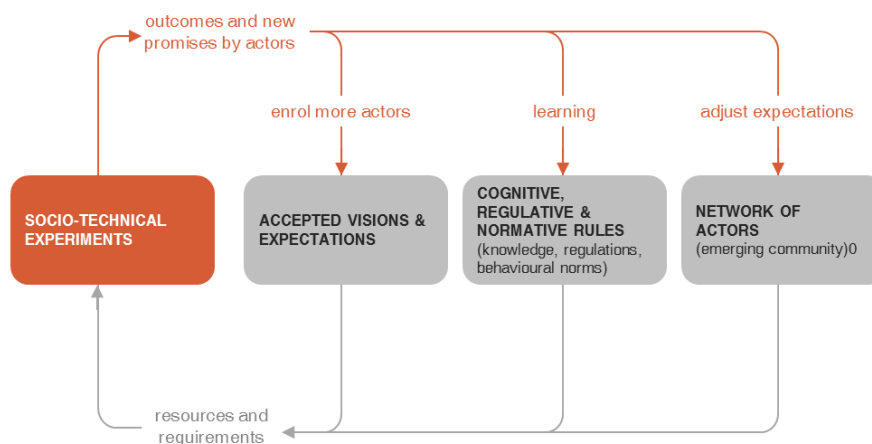 outcomes and new
promises by actors
enrol more actors
learning
adjust expectations
SOCIO-TECHNICAL
EXPERIMENTS
ACCEPTED VISIONS &
EXPECTATIONS
COGNITIVE,
REGULATIVE &
NORMATIVE RULES
(knowledge, regulations,
behavioural norms)
NETWORK OF
ACTORS
(emerging community)0
resources and
requirements